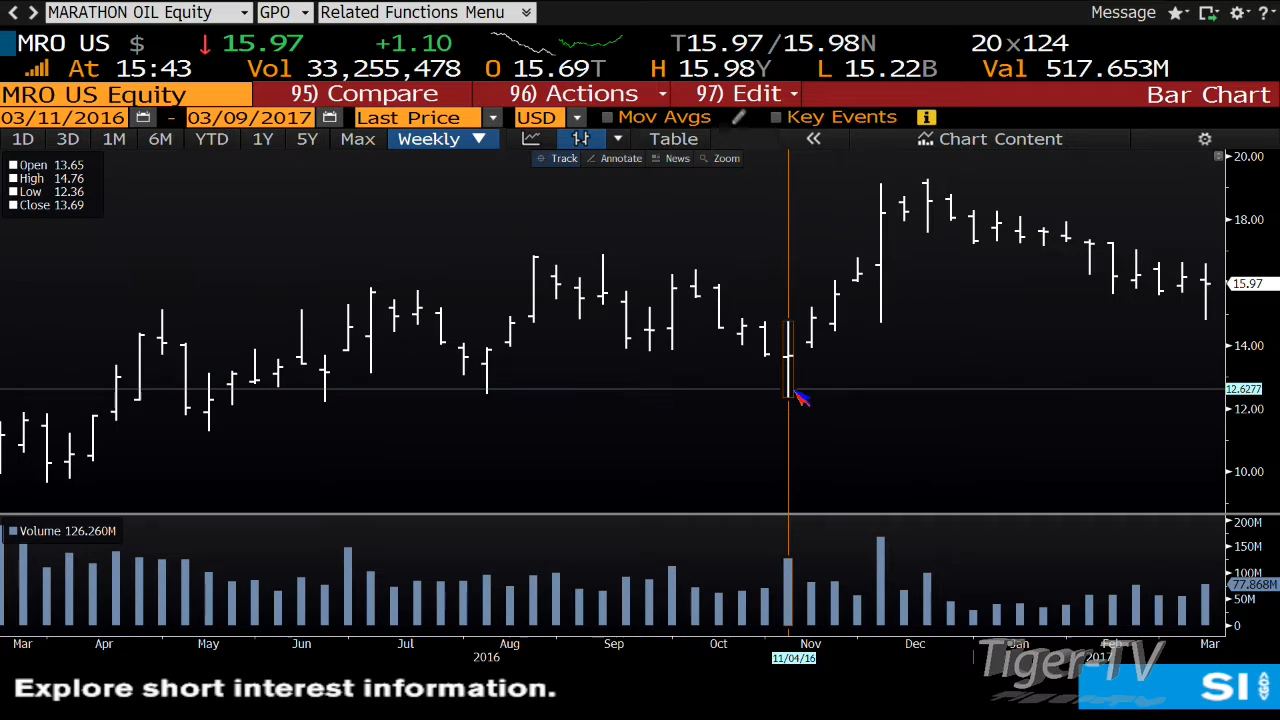 MARATHON OIL Equity GPO Related Functions Menu Message ?
MRO US $ ↓ 15.97 +1.10 T15.97/15.98N 20x124
At 15:43 Vol 33,255,478 O 15.69T H 15.98Y L 15.22B Val 517.653M
MRO US Equity 95) Compare 96) Actions 97) Edit Bar Chart
03/11/2016 - 03/09/2017 Last Price USD Mov Avgs Key Events
1D 3D 1M 6M YTD 1Y 5Y Max Weekly ▼ Table « Chart Content
Track Annotate News Zoom
Open 13.65
High 14.76
Low 12.36
Close 13.69
20.00
18.00
15.97
14.00
12.6277
12.00
10.00
Volume 126.260M
200M
150M
100M
77.868M
50M
0
Mar Apr May Jun Jul Aug Sep Oct Nov Dec Jan Feb Mar
2016 11/04/16 2017
Tiger-TV
Explore short interest information.
SI <GO>